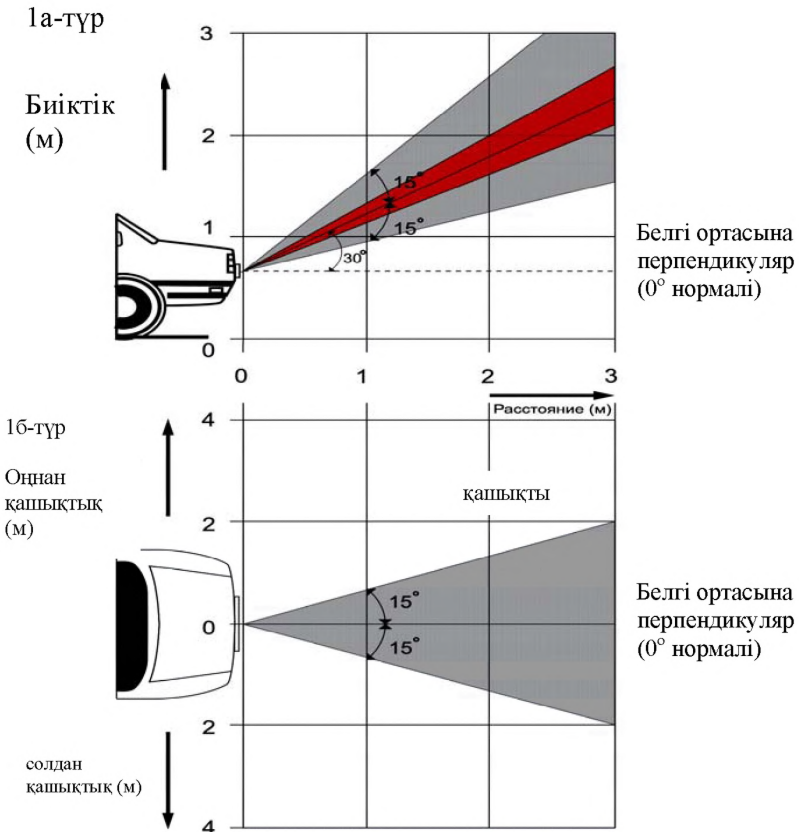 1а-түр
Биіктік
(м)
3
2
1
0
15°
15°
30°
Белгі ортасына
перпендикуляр
(0° нормалі)
0 1 2 3
Расстояние (м)
1б-түр
Оңнан
қашықтық
(м)
4
2
0
2
4
қашықты
15°
15°
Белгі ортасына
перпендикуляр
(0° нормалі)
солдан
қашықтық (м)